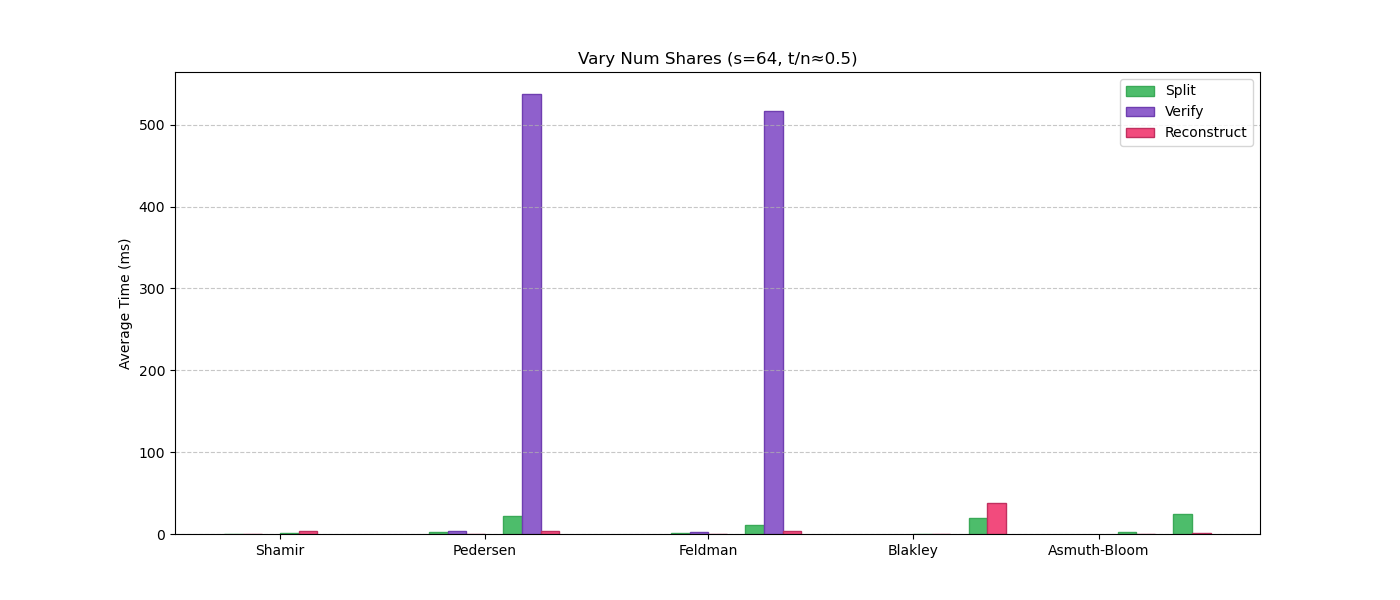 Vary Num Shares (s=64, t/n≈0.5)
Split
Verify
Reconstruct
Average Time (ms)
500
400
300
200
100
0
Shamir Pedersen Feldman Blakley Asmuth-Bloom